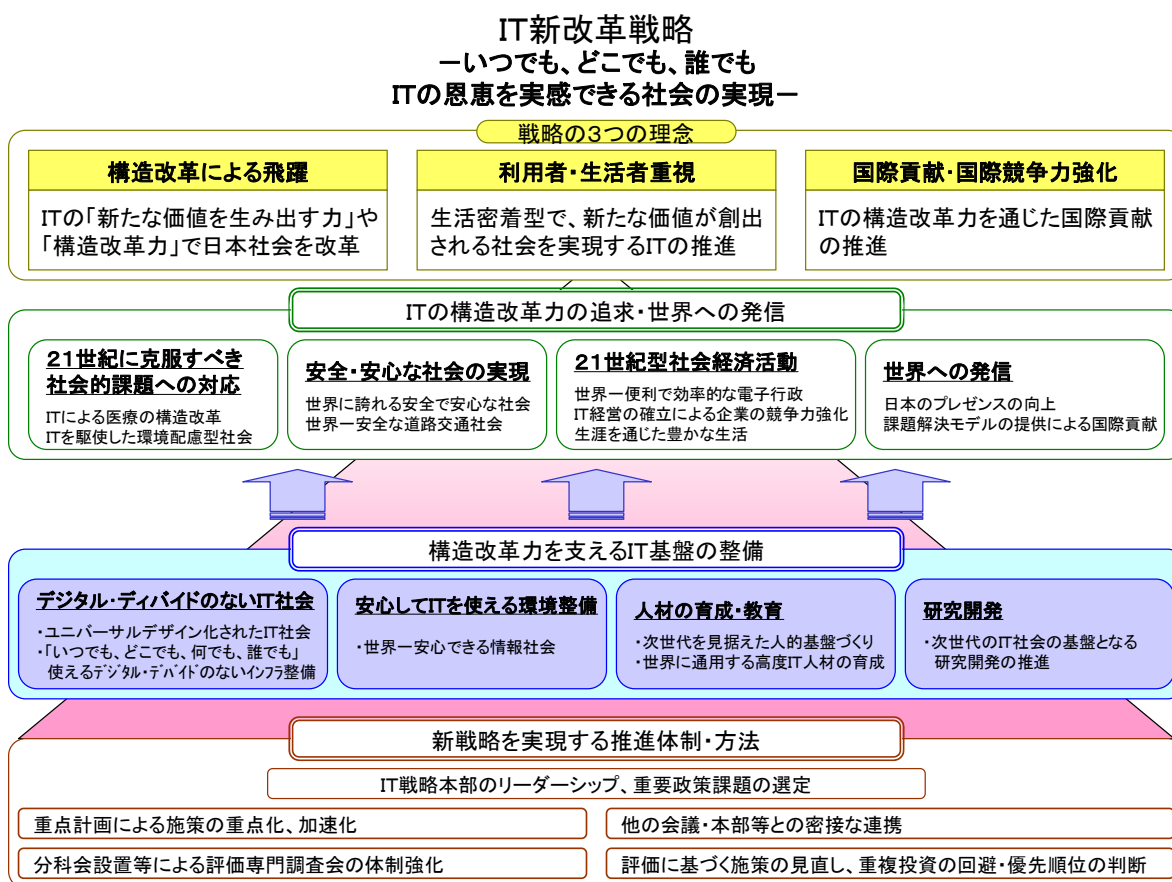 IT新改革戦略
－いつでも、どこでも、誰でも
ITの恩恵を実感できる社会の実現－
戦略の3つの理念
構造改革による飛躍
ITの「新たな価値を生み出す力」や
「構造改革力」で日本社会を改革
利用者・生活者重視
生活密着型で、新たな価値が創出
される社会を実現するITの推進
国際貢献・国際競争力強化
ITの構造改革力を通じた国際貢献
の推進
ITの構造改革力の追求・世界への発信
21世紀に克服すべき
社会的課題への対応
ITによる医療の構造改革
ITを駆使した環境配慮型社会
安全・安心な社会の実現
世界に誇れる安全で安心な社会
世界一安全な道路交通社会
21世紀型社会経済活動
世界一便利で効率的な電子行政
IT経営の確立による企業の競争力強化
生涯を通じた豊かな生活
世界への発信
日本のプレゼンスの向上
課題解決モデルの提供による国際貢献
構造改革力を支えるIT基盤の整備
デジタル・ディバイドのないIT社会
・ユニバーサルデザイン化されたIT社会
・「いつでも、どこでも、何でも、誰でも」
使えるデジタル・デバイドのないインフラ整備
安心してITを使える環境整備
・世界一安心できる情報社会
人材の育成・教育
・次世代を見据えた人的基盤づくり
・世界に通用する高度IT人材の育成
研究開発
・次世代のIT社会の基盤となる
研究開発の推進
新戦略を実現する推進体制・方法
IT戦略本部のリーダーシップ、重要政策課題の選定
重点計画による施策の重点化、加速化
他の会議・本部等との密接な連携
分科会設置等による評価専門調査会の体制強化
評価に基づく施策の見直し、重複投資の回避・優先順位の判断